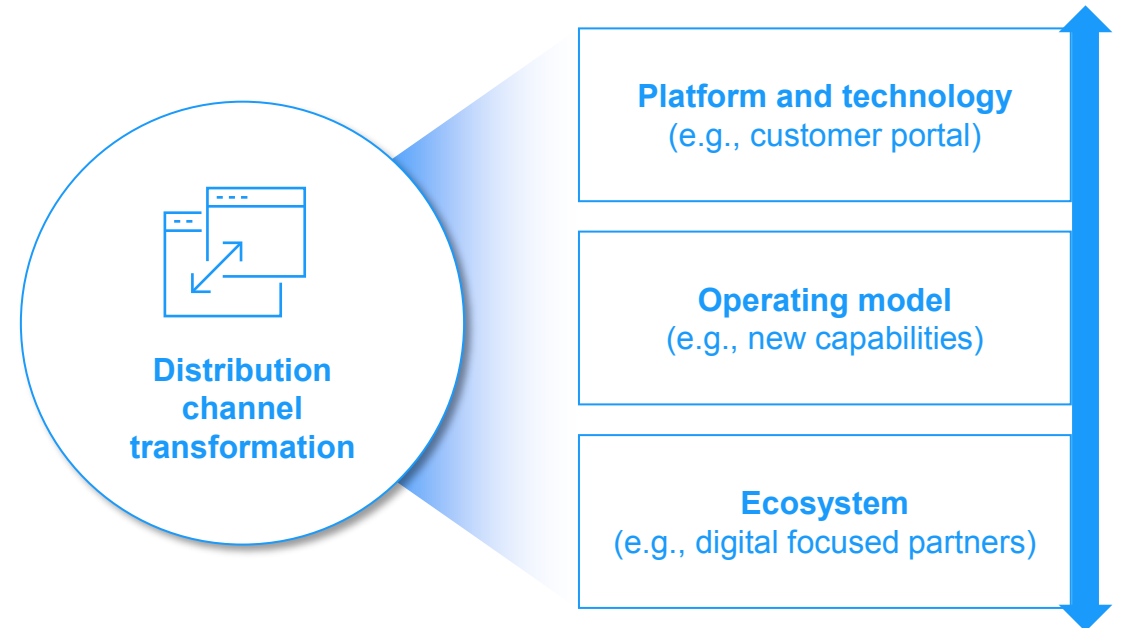 Distribution
channel
transformation
Platform and technology
(e.g., customer portal)
Operating model
(e.g., new capabilities)
Ecosystem
(e.g., digital focused partners)